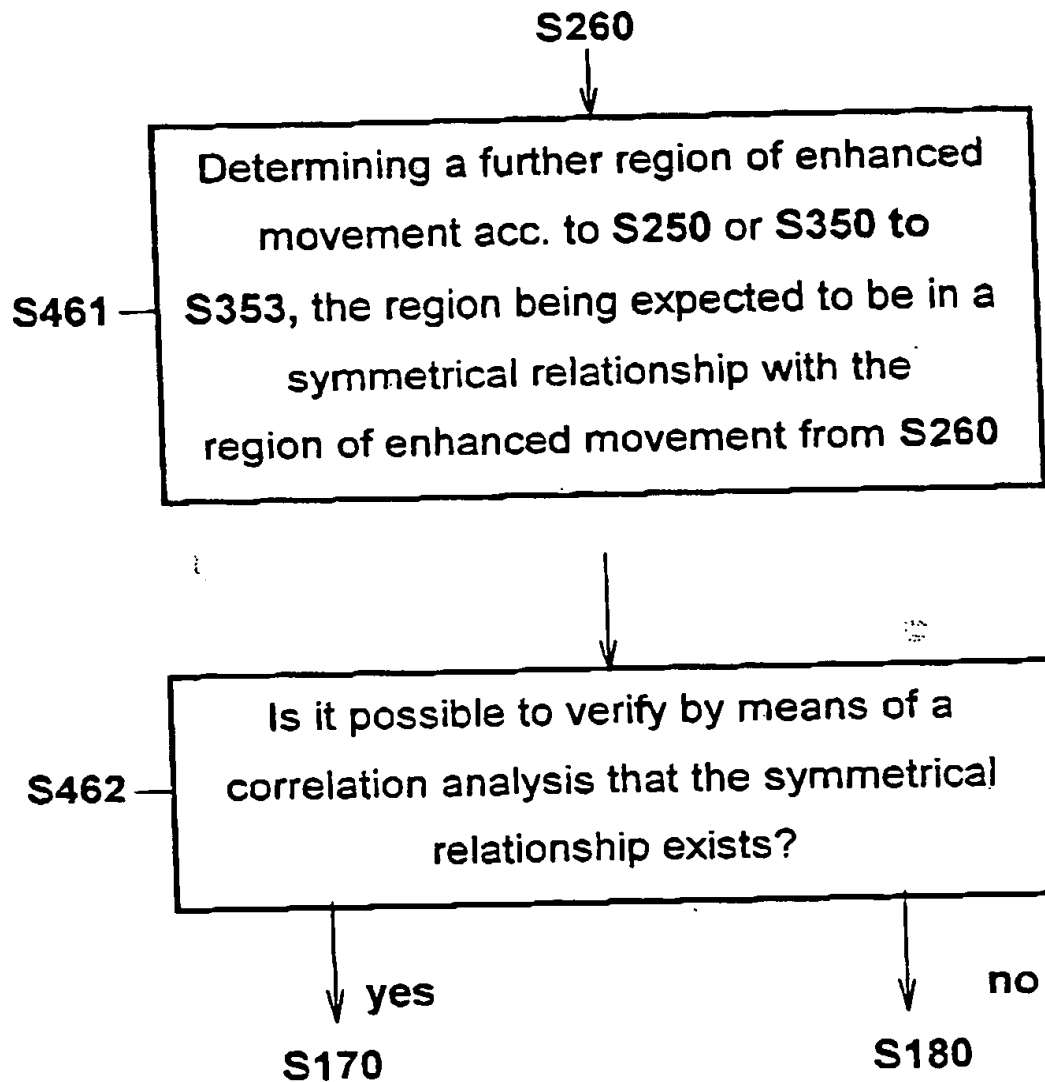 S260
Determining a further region of enhanced
movement acc. to S250 or S350 to
S461
S353, the region being expected to be in a
symmetrical relationship with the
region of enhanced movement from S260
Is it possible to verify by means of a
S462
correlation analysis that the symmetrical
relationship exists?
yes
no
S170
S180